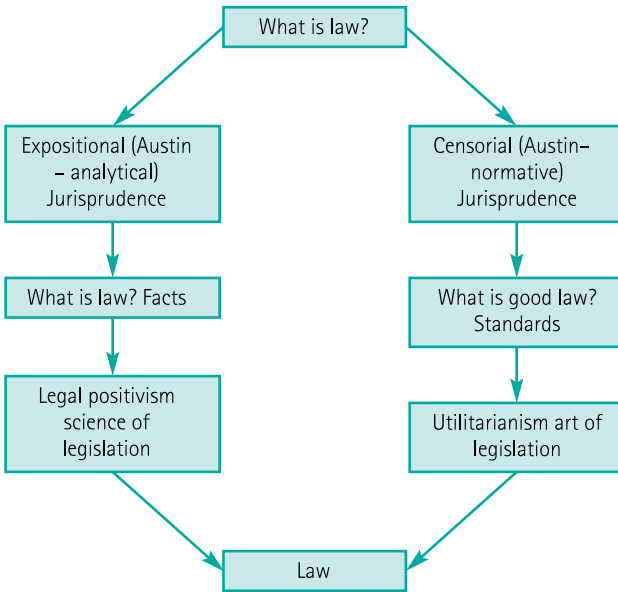 What is law?
Expositional (Austin
– analytical)
Jurisprudence
Censorial (Austin–
normative)
Jurisprudence
What is law? Facts
What is good law?
Standards
Legal positivism
science of
legislation
Utilitarianism art of
legislation
Law